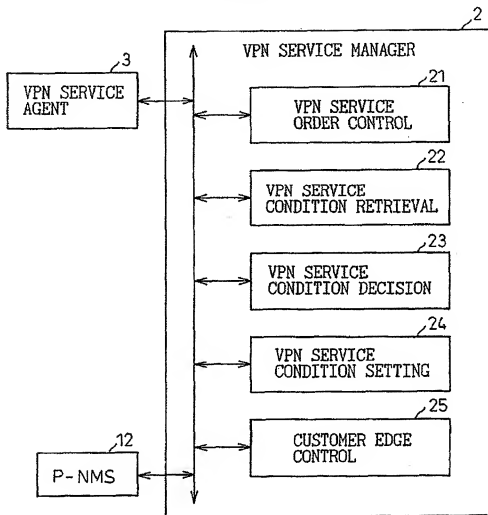 2
VPN SERVICE MANAGER
3
VPN SERVICE
AGENT
21
VPN SERVICE
ORDER CONTROL
22
VPN SERVICE
CONDITION RETRIEVAL
23
VPN SERVICE
CONDITION DECISION
24
VPN SERVICE
CONDITION SETTING
25
CUSTOMER EDGE
CONTROL
12
P-NMS